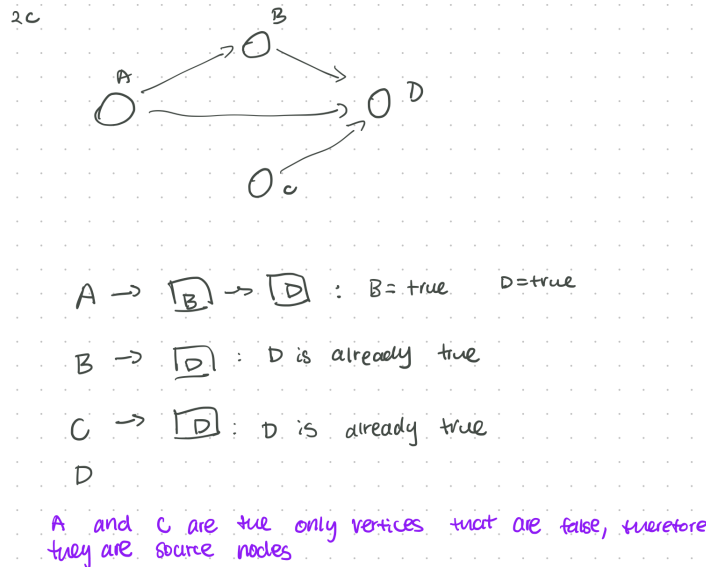 2c
B
A
D
C
A → B → D : B = true D=true
B → D : D is already true
C → D : D is already true
D
A and C are the only vertices that are false, therefore
they are source nodes